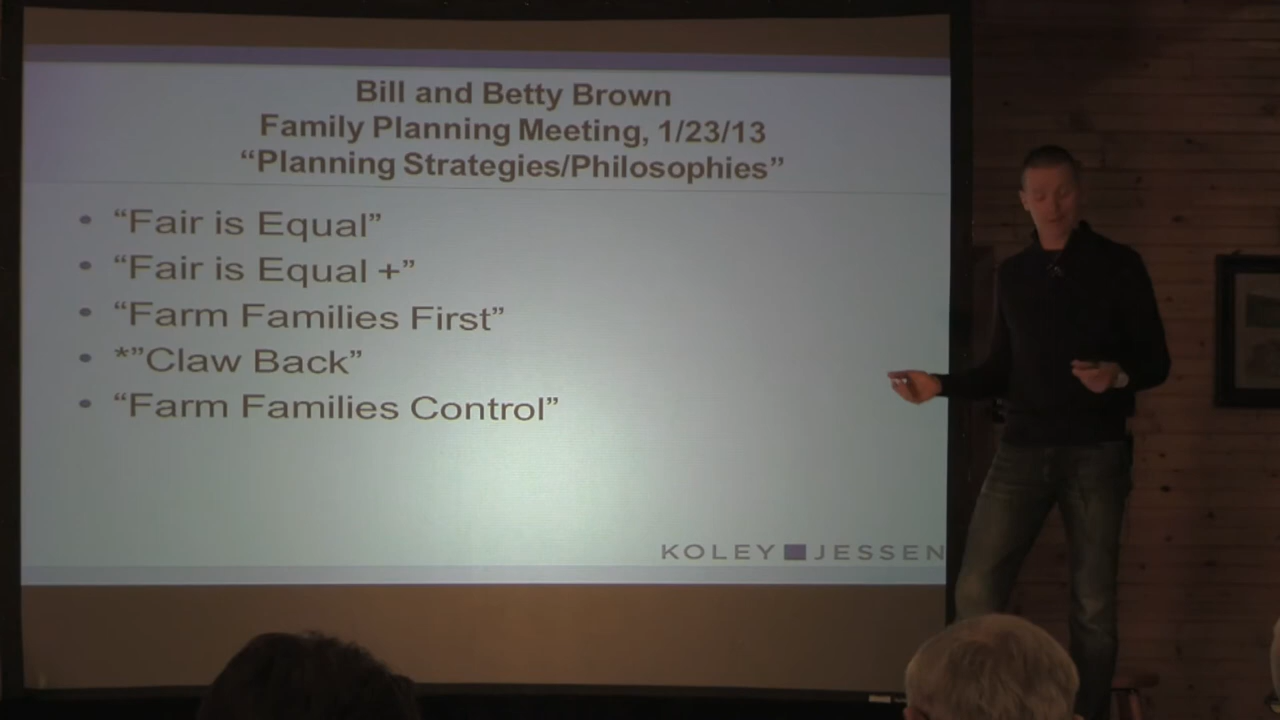 Bill and Betty Brown
Family Planning Meeting, 1/23/13
“Planning Strategies/Philosophies”
• “Fair is Equal”
• “Fair is Equal +”
• “Farm Families First”
• *”Claw Back”
• “Farm Families Control”
KOLEY JESSEN